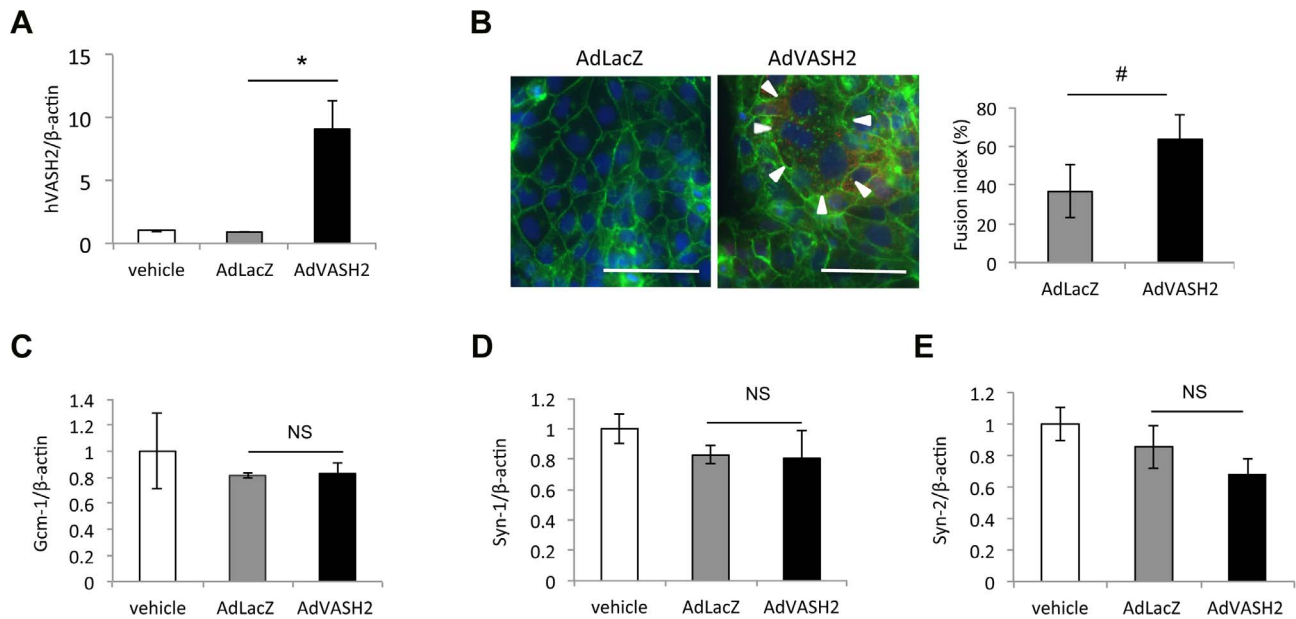 A
hVASH2/β-actin
15
10
5
0
*
vehicle AdLacZ AdVASH2
B
AdLacZ AdVASH2
Fusion index (%)
80
60
40
20
0
#
AdLacZ AdVASH2
C
Gcm-1/β-actin
1.4
1.2
1
0.8
0.6
0.4
0.2
0
NS
vehicle AdLacZ AdVASH2
D
Syn-1/β-actin
1.2
1
0.8
0.6
0.4
0.2
0
NS
vehicle AdLacZ AdVASH2
E
Syn-2/β-actin
1.2
1
0.8
0.6
0.4
0.2
0
NS
vehicle AdLacZ AdVASH2